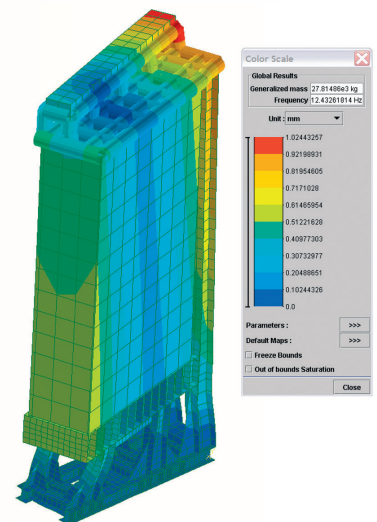 Color Scale
Global Results
Generalized mass 27.81486e3 kg
Frequency 12.43261814 Hz
Unit : mm
1.02443257
0.92198931
0.81954605
0.7171028
0.61465954
0.51221628
0.40977303
0.30732977
0.20488651
0.10244326
0.0
Parameters : >>>
Default Maps : >>>
Freeze Bounds
Out of bounds Saturation
Close